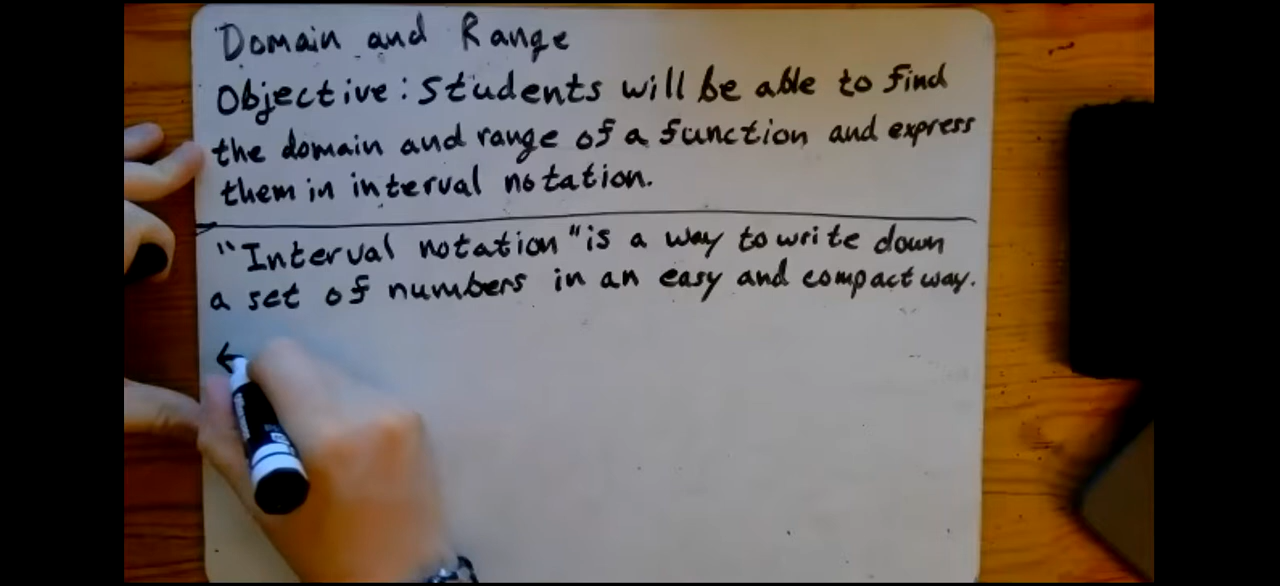 Domain and Range
Objective: Students will be able to find
the domain and range of a function and express
them in interval notation.
"Interval notation" is a way to write down
a set of numbers in an easy and compact way.
←